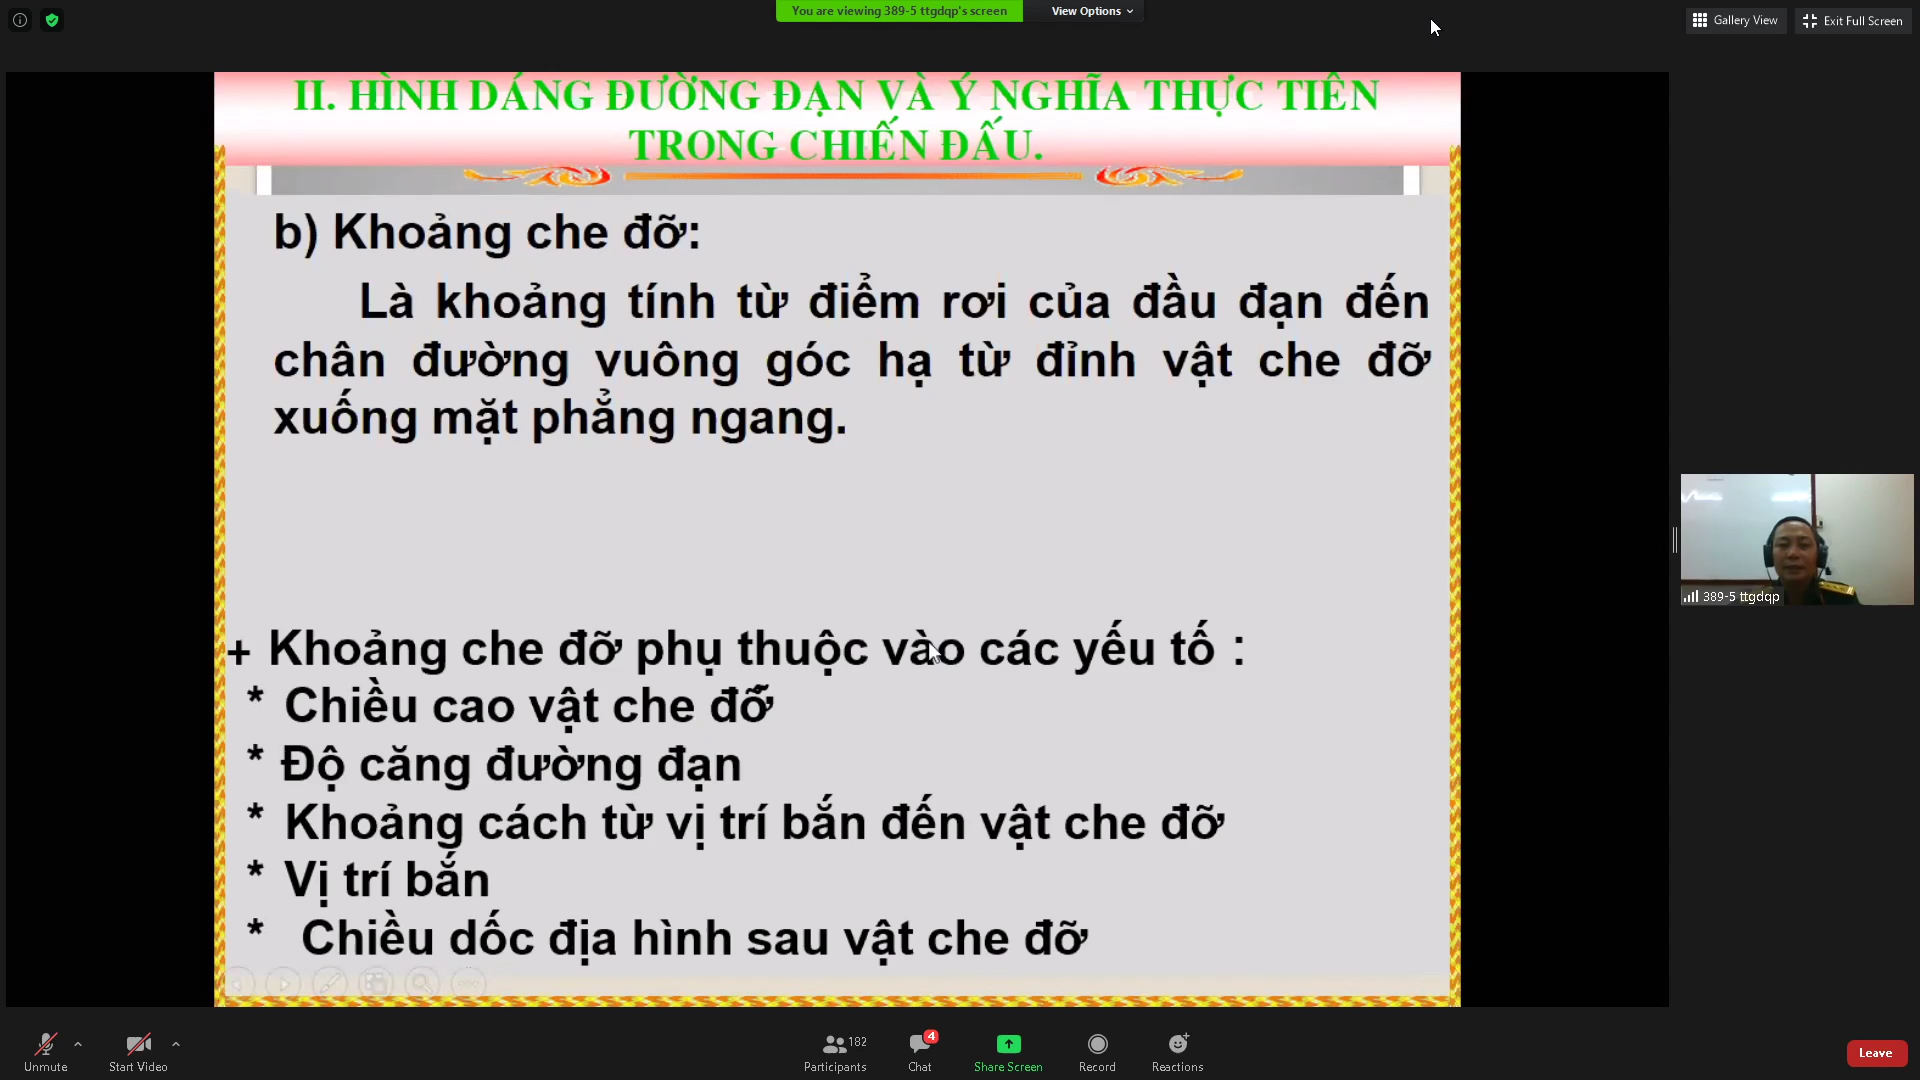 You are viewing 389-5 ttgdqp's screen
View Options
Gallery View
Exit Full Screen
II. HÌNH DÁNG ĐƯỜNG ĐẠN VÀ Ý NGHĨA THỰC TIỄN
TRONG CHIẾN ĐẤU.
b) Khoảng che đỡ:
Là khoảng tính từ điểm rơi của đầu đạn đến
chân đường vuông góc hạ từ đỉnh vật che đỡ
xuống mặt phẳng ngang.
389-5 ttgdqp
+ Khoảng che đỡ phụ thuộc vào các yếu tố :
* Chiều cao vật che đỡ
* Độ căng đường đạn
* Khoảng cách từ vị trí bắn đến vật che đỡ
* Vị trí bắn
* Chiều dốc địa hình sau vật che đỡ
Unmute
Start Video
182
Participants
4
Chat
Share Screen
Record
Reactions
Leave